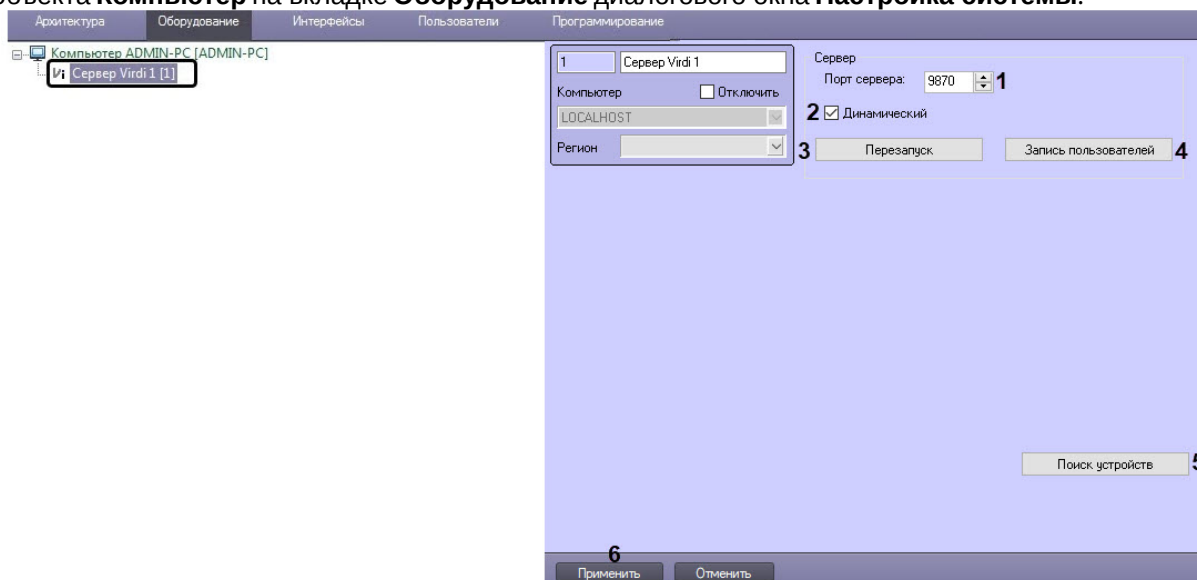 объекта Компьютер на вкладке Оборудование диалогового окна Настройка системы.
Архитектура Оборудование Интерфейсы Пользователи Программирование
Компьютер ADMIN-PC [ADMIN-PC]
Сервер Virdi 1 [1]
1 Сервер Virdi 1
Компьютер Отключить
LOCALHOST
Регион
Сервер
Порт сервера: 9870 1
2 Динамический
3 Перезапуск Запись пользователей 4
Поиск устройств 5
6
Применить Отменить